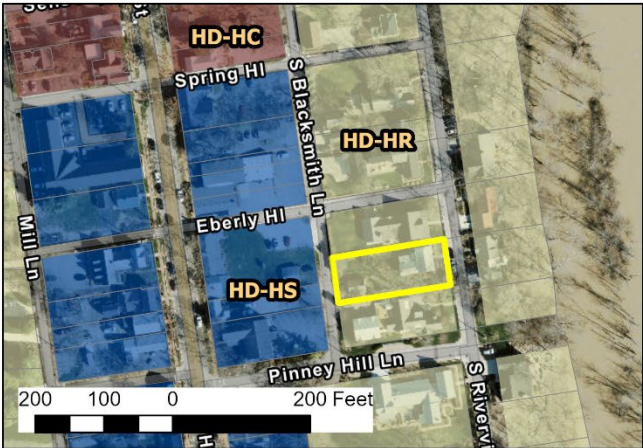 HD-HC
Spring Hl
S Blacksmith Ln
HD-HR
Mill Ln
Eberly Hl
HD-HS
Pinney Hill Ln
200 100 0 200 Feet